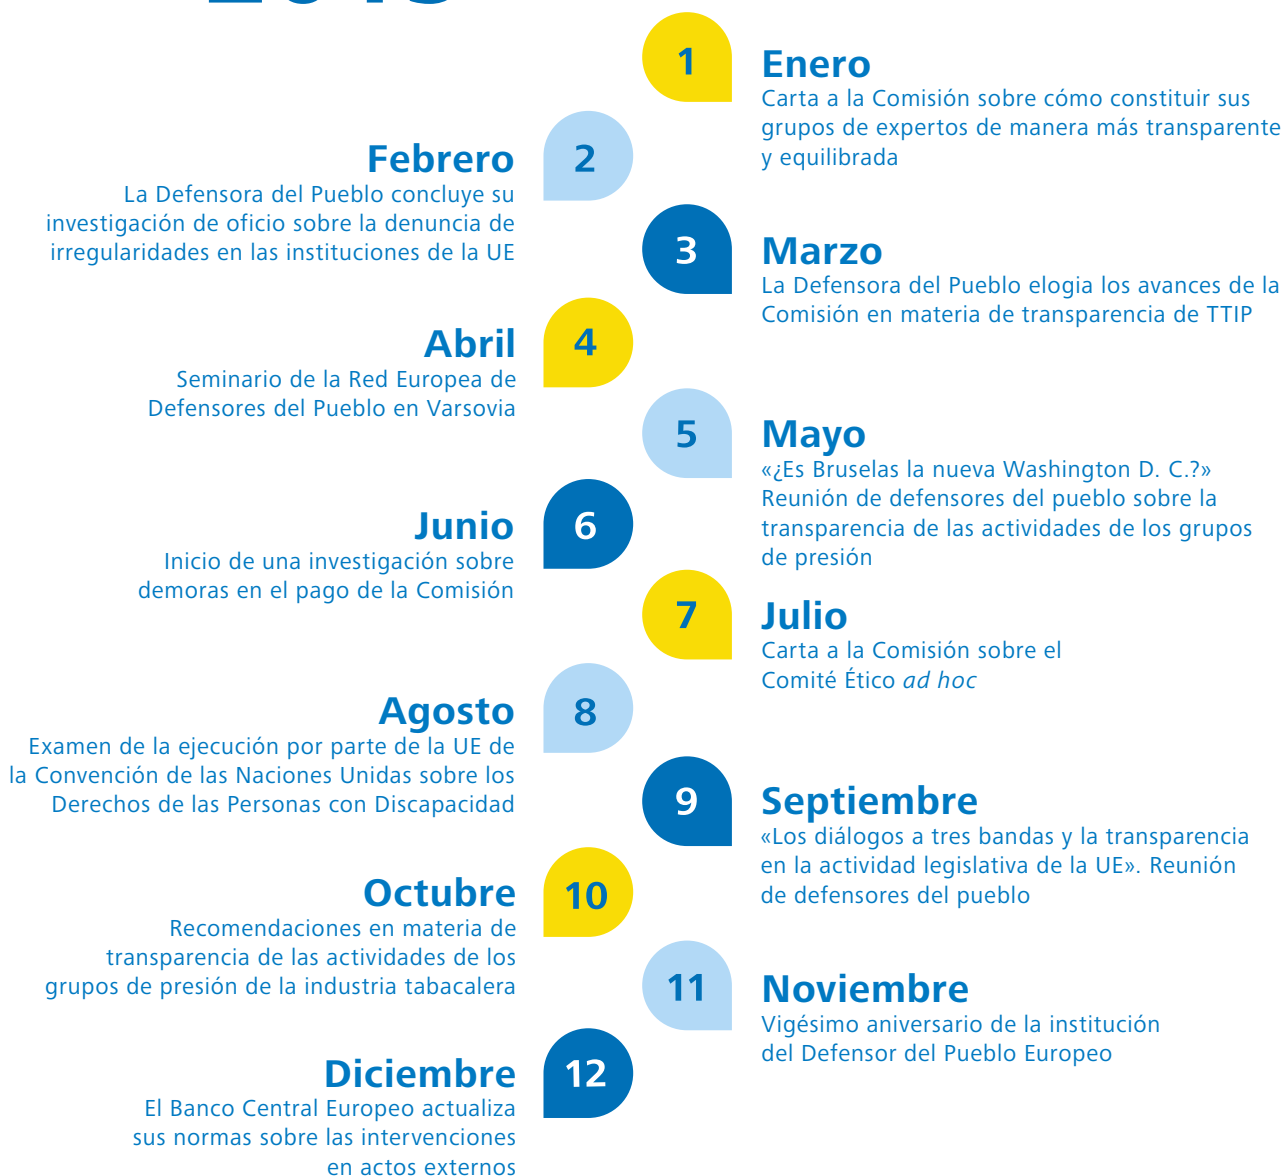 1
Enero
Carta a la Comisión sobre cómo constituir sus
grupos de expertos de manera más transparente
y equilibrada
2
Febrero
La Defensora del Pueblo concluye su
investigación de oficio sobre la denuncia de
irregularidades en las instituciones de la UE
3
Marzo
La Defensora del Pueblo elogia los avances de la
Comisión en materia de transparencia de TTIP
4
Abril
Seminario de la Red Europea de
Defensores del Pueblo en Varsovia
5
Mayo
«¿Es Bruselas la nueva Washington D. C.?»
Reunión de defensores del pueblo sobre la
transparencia de las actividades de los grupos
de presión
6
Junio
Inicio de una investigación sobre
demoras en el pago de la Comisión
7
Julio
Carta a la Comisión sobre el
Comité Ético ad hoc
8
Agosto
Examen de la ejecución por parte de la UE de
la Convención de las Naciones Unidas sobre los
Derechos de las Personas con Discapacidad
9
Septiembre
«Los diálogos a tres bandas y la transparencia
en la actividad legislativa de la UE». Reunión
de defensores del pueblo
10
Octubre
Recomendaciones en materia de
transparencia de las actividades de los
grupos de presión de la industria tabacalera
11
Noviembre
Vigésimo aniversario de la institución
del Defensor del Pueblo Europeo
12
Diciembre
El Banco Central Europeo actualiza
sus normas sobre las intervenciones
en actos externos